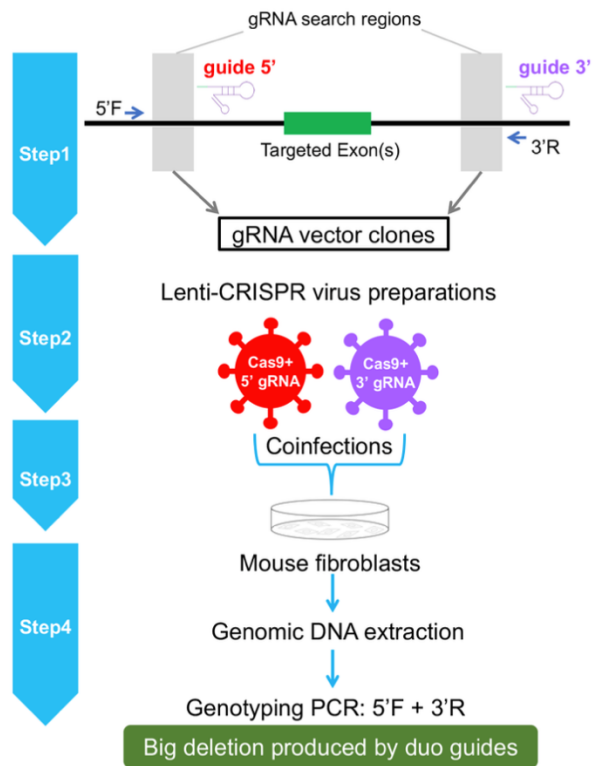 gRNA search regions
guide 5’
guide 3’
5’F
Step1
Targeted Exon(s)
3’R
gRNA vector clones
Step2
Lenti-CRISPR virus preparations
Cas9+
5’ gRNA
Cas9+
3’ gRNA
Step3
Coinfections
Mouse fibroblasts
Step4
Genomic DNA extraction
Genotyping PCR: 5’F + 3’R
Big deletion produced by duo guides